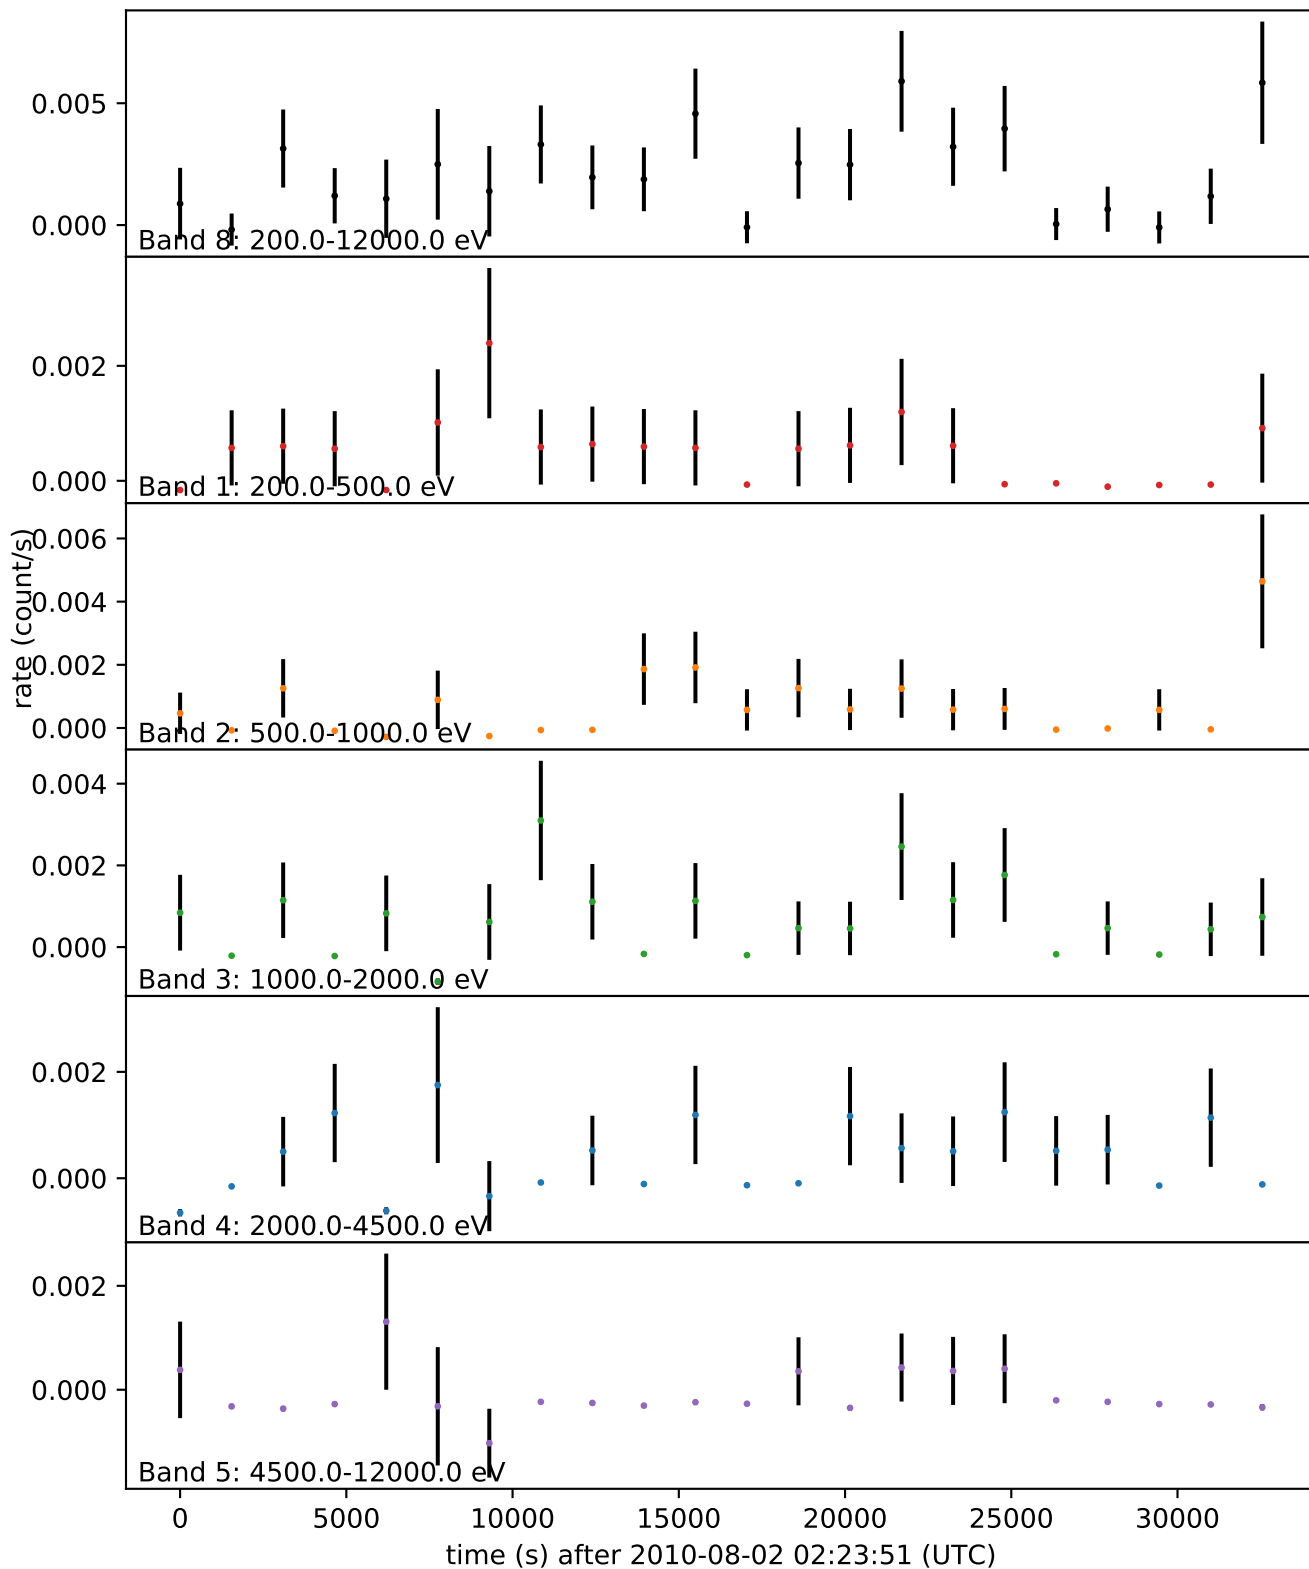 0.005
0.000
Band 8: 200.0-12000.0 eV
0.002
0.000
Band 1: 200.0-500.0 eV
rate (count/s)
0.006
0.004
0.002
0.000
Band 2: 500.0-1000.0 eV
0.004
0.002
0.000
Band 3: 1000.0-2000.0 eV
0.002
0.000
Band 4: 2000.0-4500.0 eV
0.002
0.000
Band 5: 4500.0-12000.0 eV
0 5000 10000 15000 20000 25000 30000
time (s) after 2010-08-02 02:23:51 (UTC)